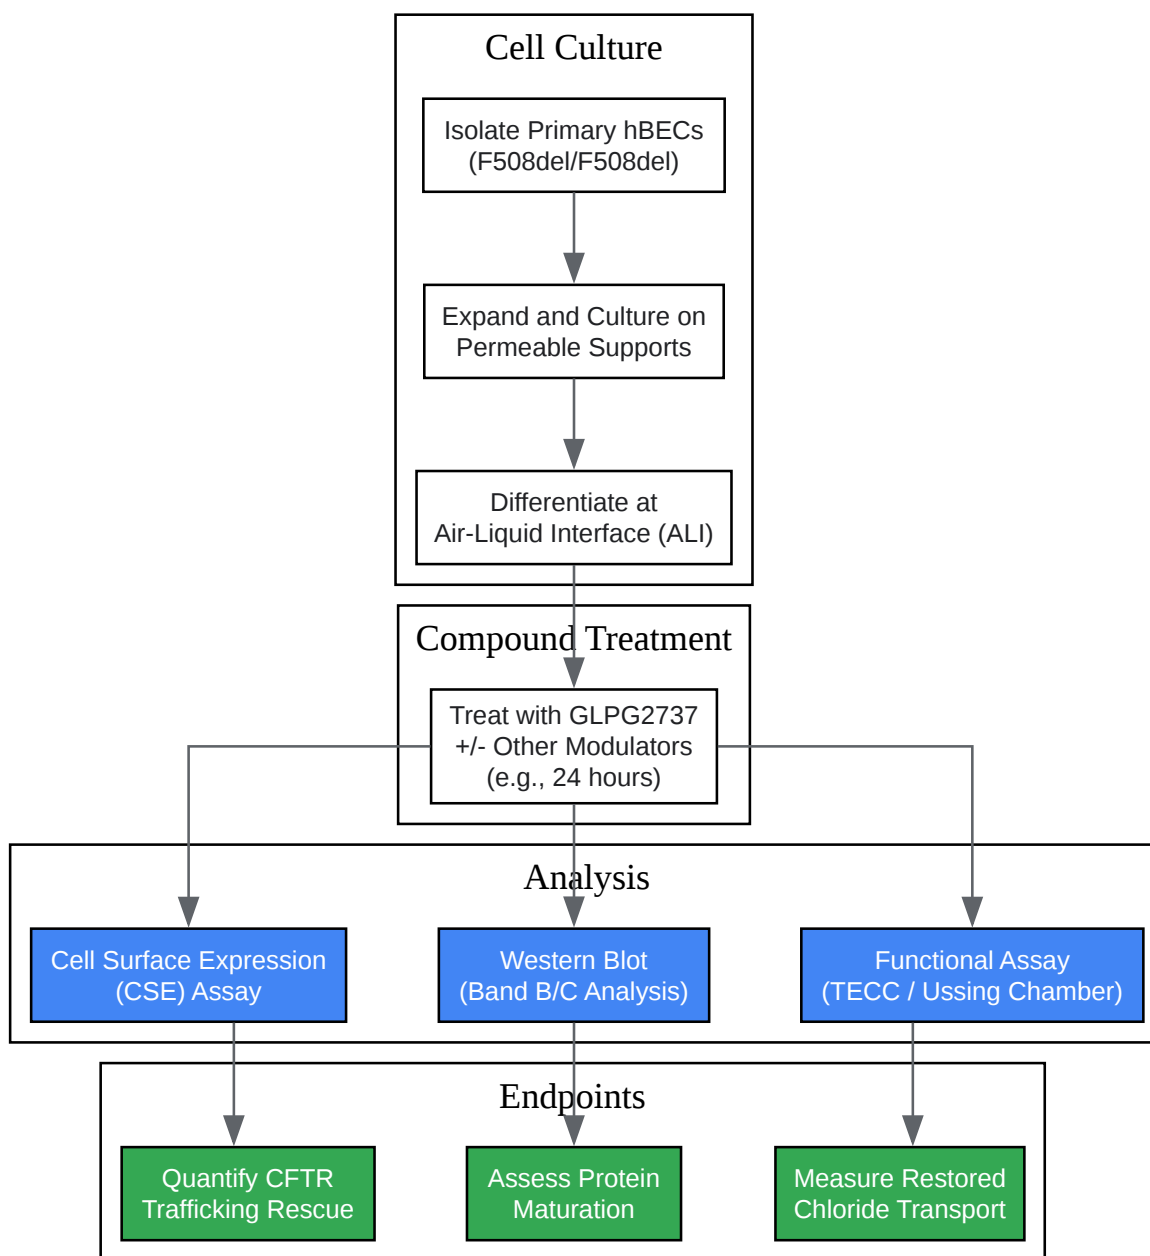 Cell Culture
Isolate Primary hBECs
(F508del/F508del)
Expand and Culture on
Permeable Supports
Differentiate at
Air-Liquid Interface (ALI)
Compound Treatment
Treat with GLPG2737
+/- Other Modulators
(e.g., 24 hours)
Analysis
Cell Surface Expression
(CSE) Assay
Western Blot
(Band B/C Analysis)
Functional Assay
(TECC / Ussing Chamber)
Endpoints
Quantify CFTR
Trafficking Rescue
Assess Protein
Maturation
Measure Restored
Chloride Transport